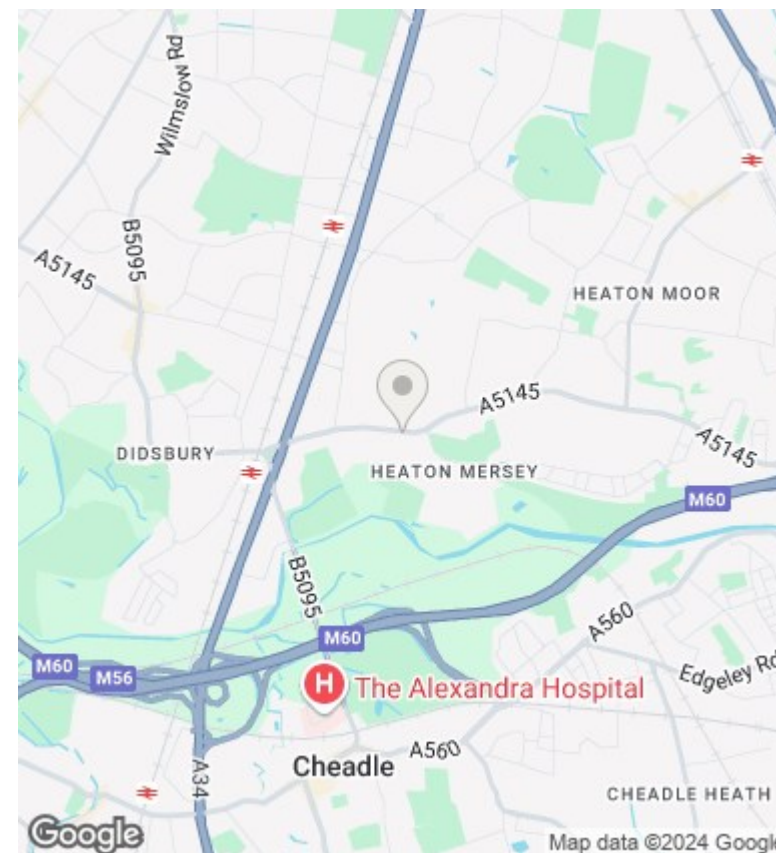 Wilmslow Rd
B5095
A5145
HEATON MOOR
A5145
A5145
DIDSBURY
HEATON MERSEY
M60
B5095
M60
A560
M60
M56
Edgeley Rd
H
The Alexandra Hospital
A34
Cheadle
A560
CHEADLE HEATH
Google
Map data ©2024 Google